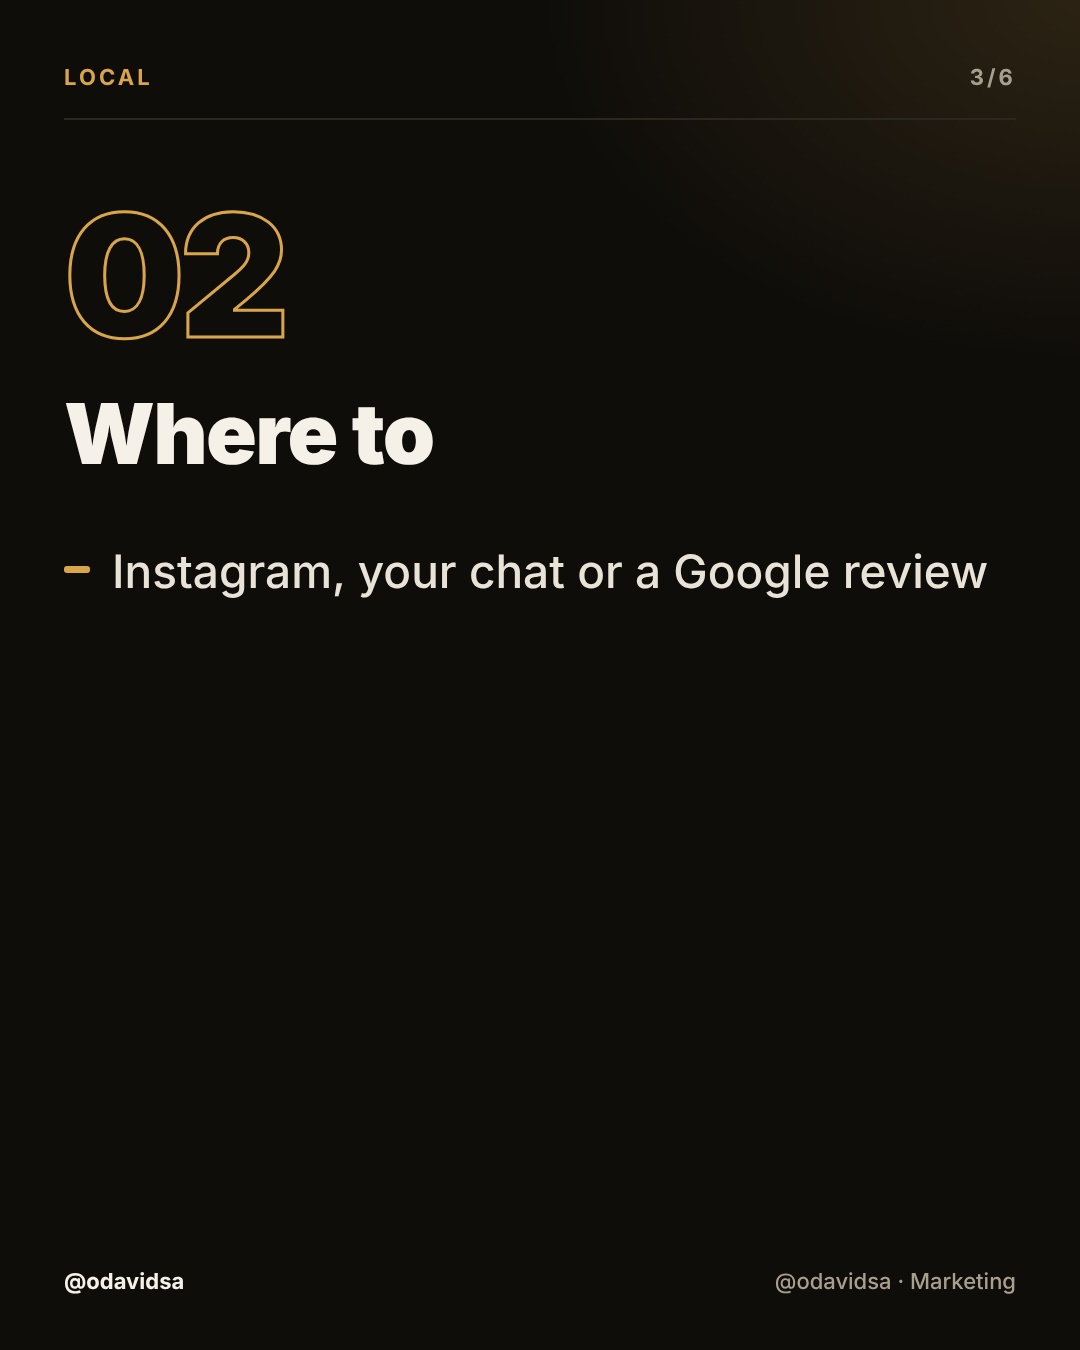 LOCAL
3/6
02
Where to
Instagram, your chat or a Google review
@odavidsa
@odavidsa · Marketing